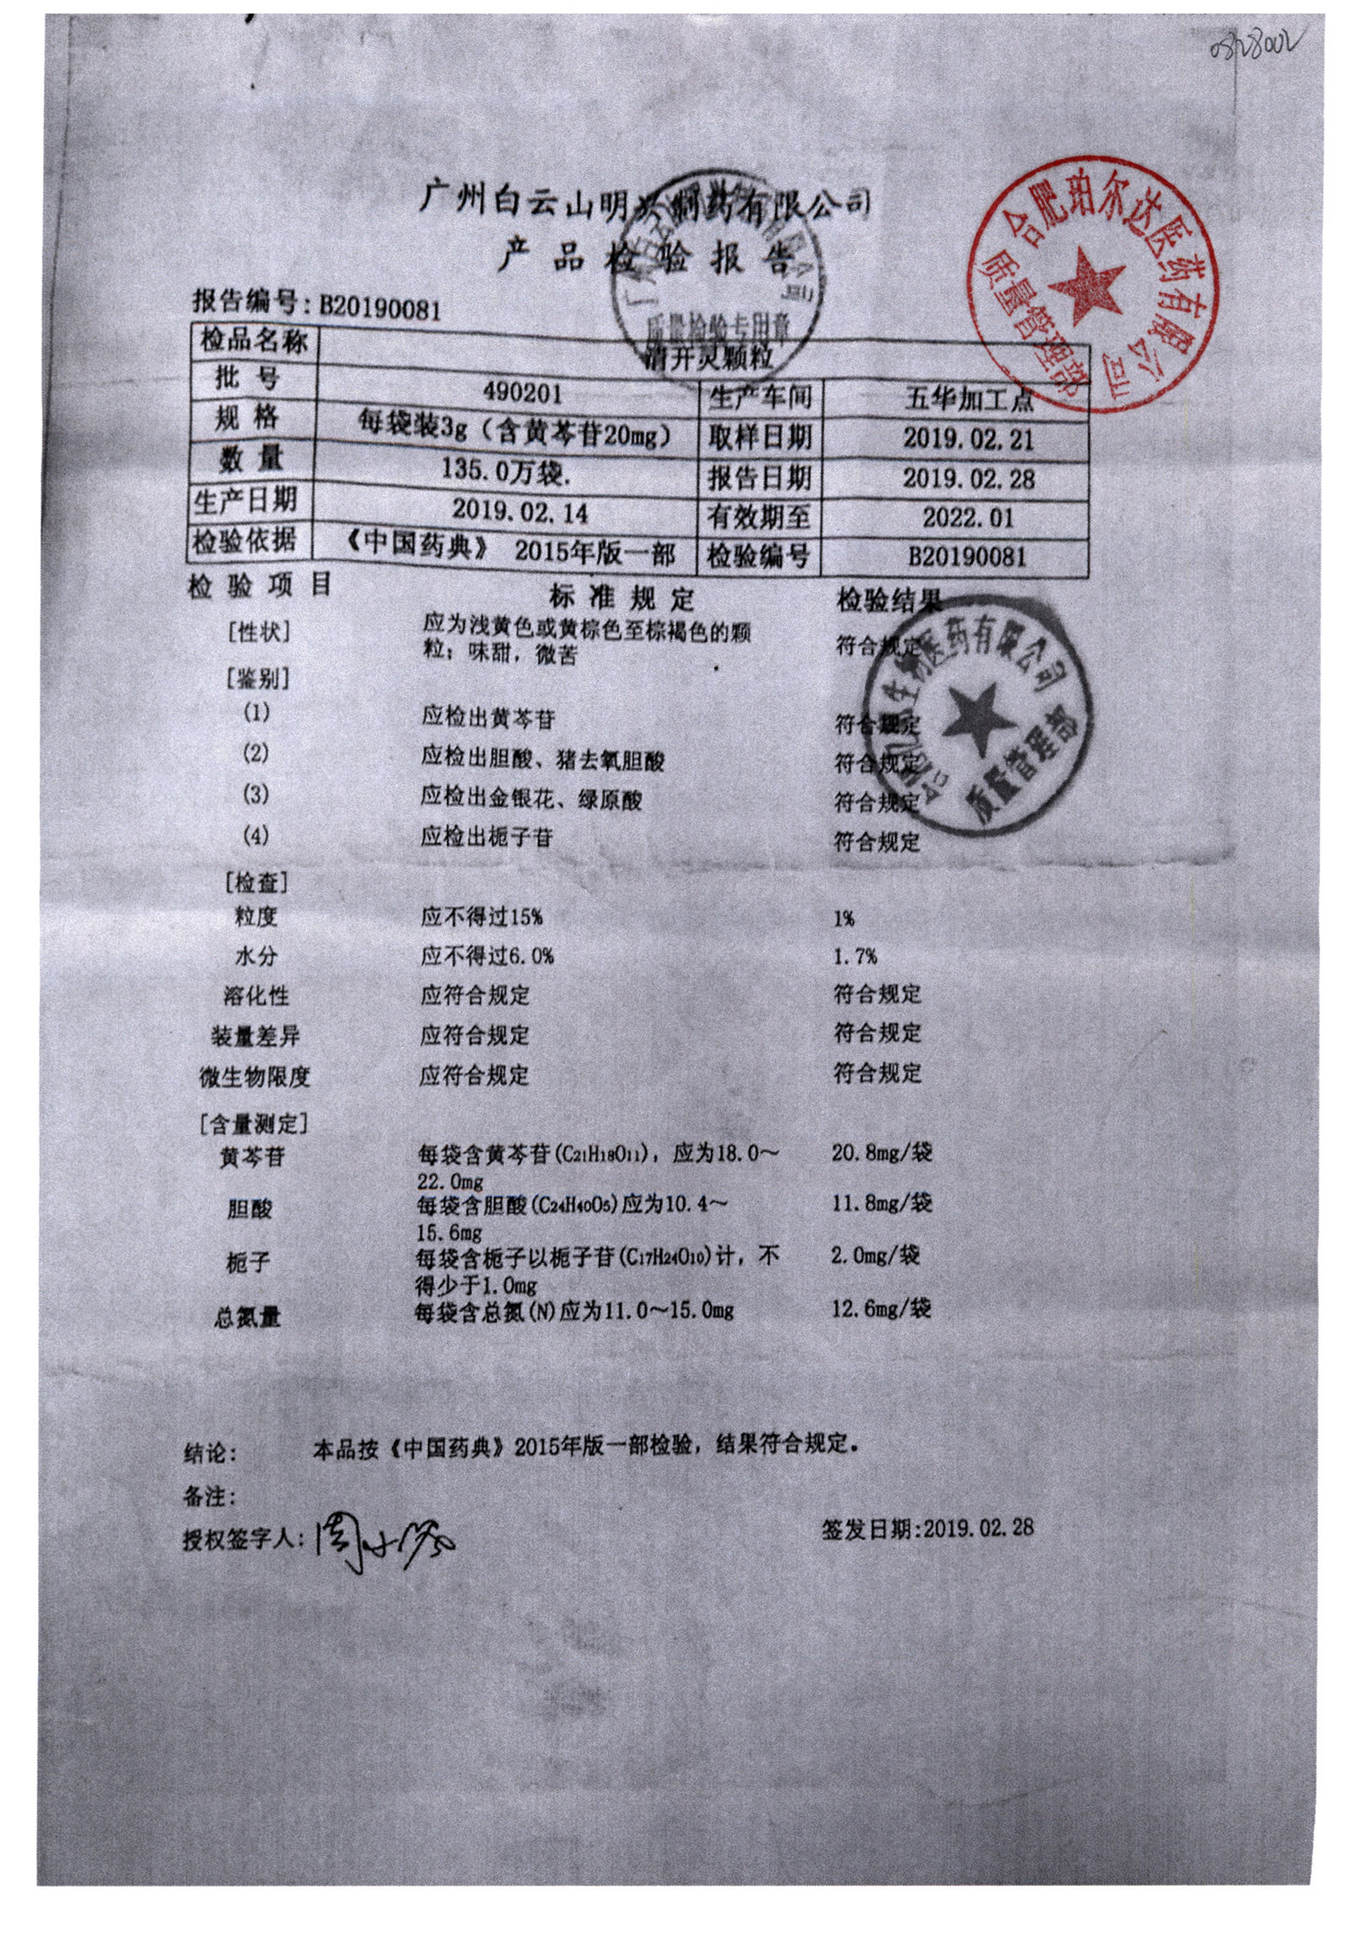 0828002
广州白云山明兴制药有限公司
产品检验报告
质量检验专用章
合肥珀尔达医药有限公司
质量管理部
报告编号:B20190081
检品名称 清开灵颗粒
批号 490201 生产车间 五华加工点
规格 每袋装3g（含黄芩苷20mg） 取样日期 2019.02.21
数量 135.0万袋. 报告日期 2019.02.28
生产日期 2019.02.14 有效期至 2022.01
检验依据 《中国药典》 2015年版一部 检验编号 B20190081
检验项目 标准规定 检验结果
[性状] 应为浅黄色或黄棕色至棕褐色的颗 符合规定
粒；味甜，微苦
[鉴别]
(1) 应检出黄芩苷 符合规定
(2) 应检出胆酸、猪去氧胆酸 符合规定
(3) 应检出金银花、绿原酸 符合规定
(4) 应检出栀子苷 符合规定
生物医药有限公司
质量管理部
[检查]
粒度 应不得过15% 1%
水分 应不得过6.0% 1.7%
溶化性 应符合规定 符合规定
装量差异 应符合规定 符合规定
微生物限度 应符合规定 符合规定
[含量测定]
黄芩苷 每袋含黄芩苷(C21H18O11)，应为18.0～ 20.8mg/袋
22.0mg
胆酸 每袋含胆酸(C24H40O5)应为10.4～ 11.8mg/袋
15.6mg
栀子 每袋含栀子以栀子苷(C17H24O10)计，不 2.0mg/袋
得少于1.0mg
总氮量 每袋含总氮(N)应为11.0～15.0mg 12.6mg/袋
结论: 本品按《中国药典》2015年版一部检验，结果符合规定。
备注:
授权签字人: 签发日期:2019.02.28